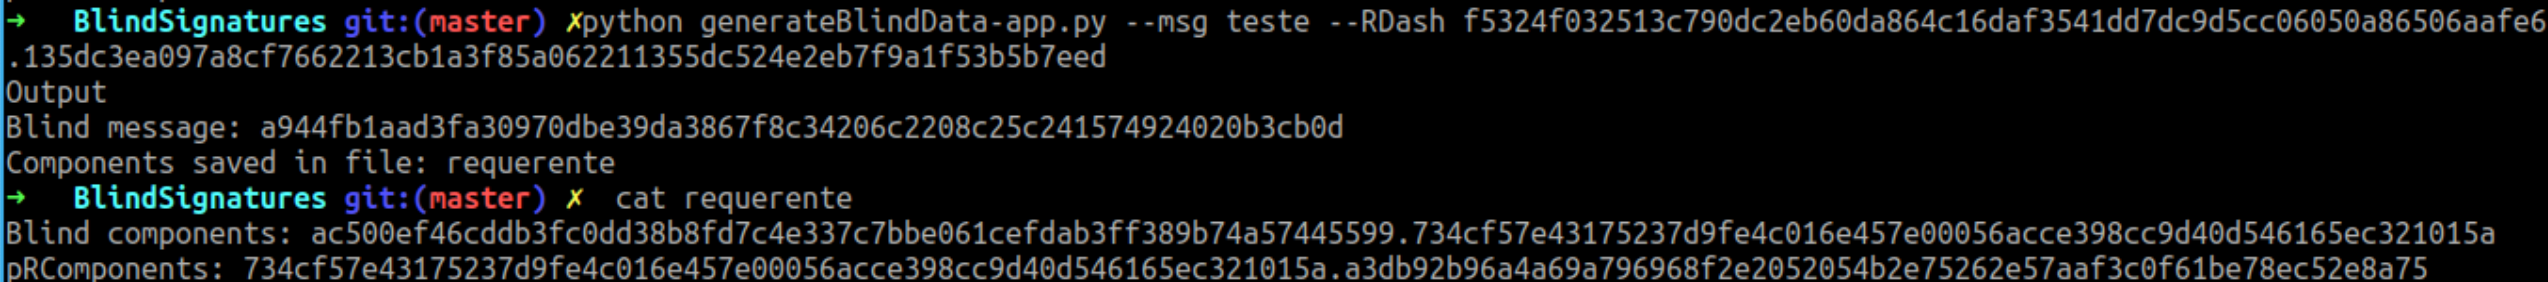 ➜  BlindSignatures git:(master) ✗python generateBlindData-app.py --msg teste --RDash f5324f032513c790dc2eb60da864c16daf3541dd7dc9d5cc06050a86506aafe6
.135dc3ea097a8cf7662213cb1a3f85a062211355dc524e2eb7f9a1f53b5b7eed
Output
Blind message: a944fb1aad3fa30970dbe39da3867f8c34206c2208c25c241574924020b3cb0d
Components saved in file: requerente
➜  BlindSignatures git:(master) ✗  cat requerente
Blind components: ac500ef46cddb3fc0dd38b8fd7c4e337c7bbe061cefdab3ff389b74a57445599.734cf57e43175237d9fe4c016e457e00056acce398cc9d40d546165ec321015a
pRComponents: 734cf57e43175237d9fe4c016e457e00056acce398cc9d40d546165ec321015a.a3db92b96a4a69a796968f2e2052054b2e75262e57aaf3c0f61be78ec52e8a75